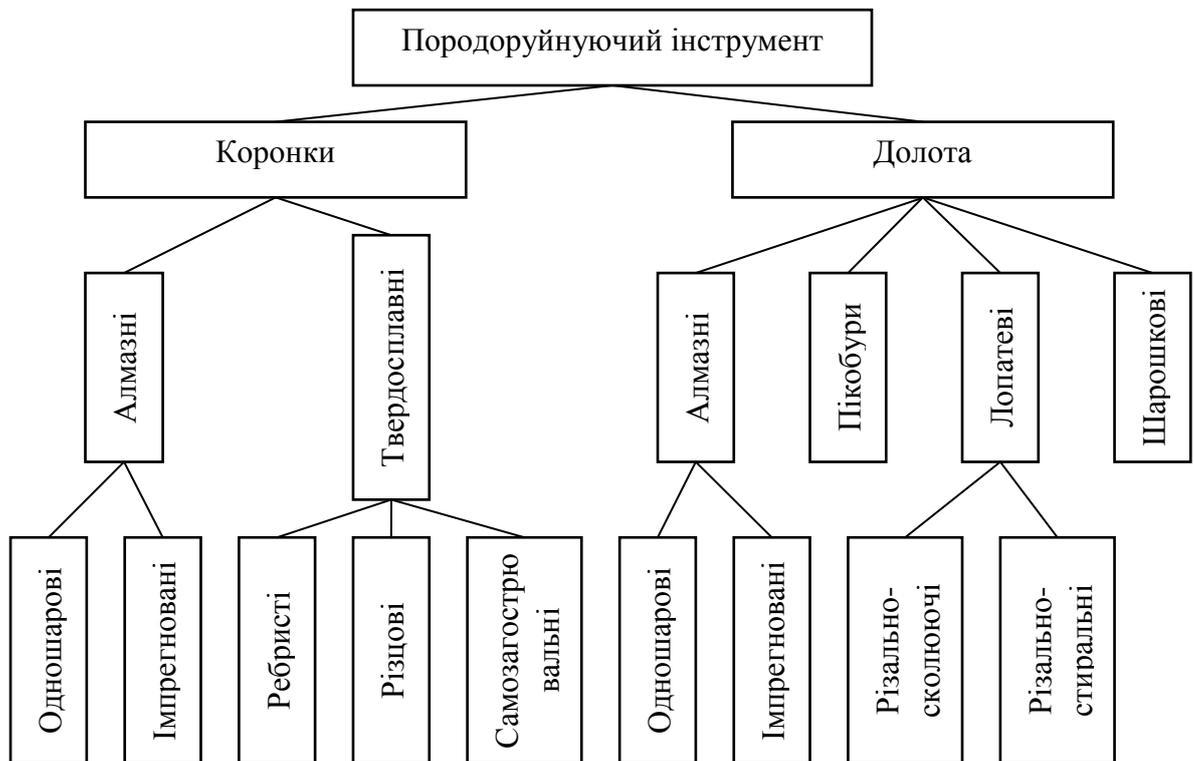 Породоруйнуючий інструмент
Коронки
Долота
Алмазні
Твердосплавні
Алмазні
Пікобури
Лопатеві
Шарошкові
Одношарові
Імпрегновані
Ребристі
Різцові
Самозагострю
вальні
Одношарові
Імпрегновані
Різально-
сколюючі
Різально-
стиральні